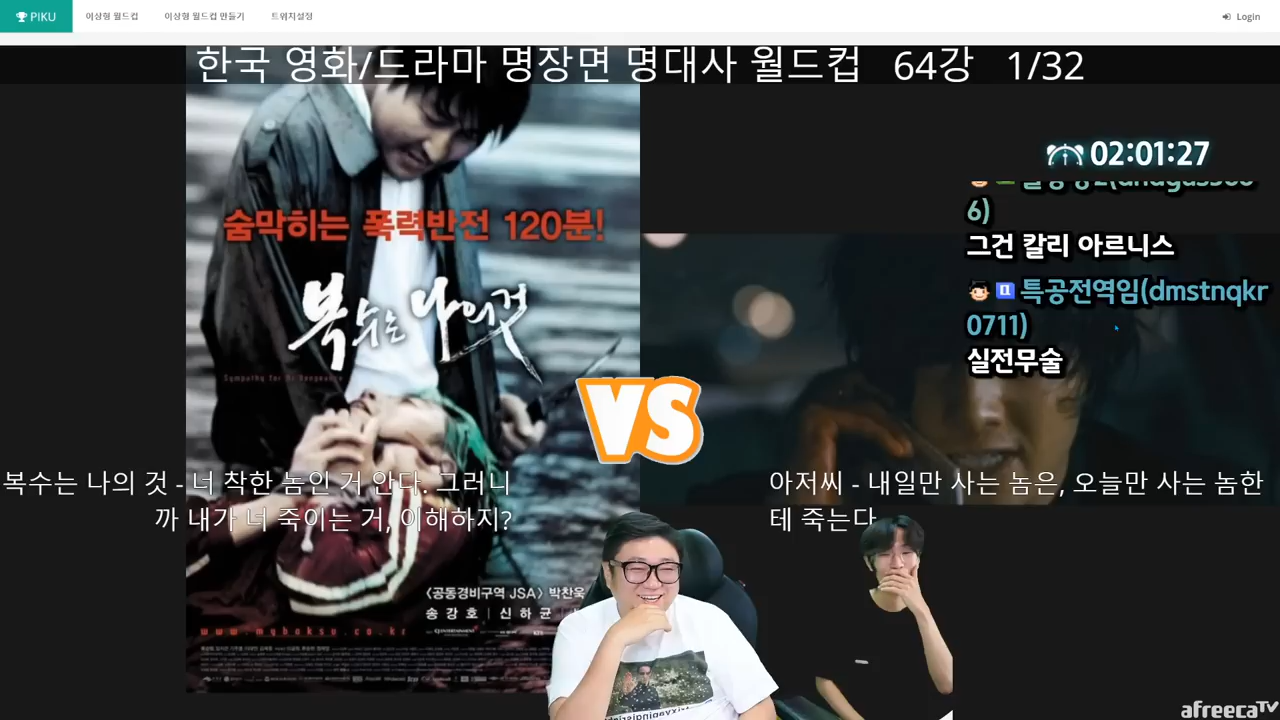 PIKU
이상형 월드컵
이상형 월드컵 만들기
트위치설정
Login
한국 영화/드라마 명장면 명대사 월드컵 64강 1/32
02:01:27
6)
그건 칼리 아르니스
특공전역임(dmstnqkr
0711)
실전무술
숨막히는 폭력반전 120분!
복수는 나의 것
Sympathy for Mr. Vengeance
VS
복수는 나의 것 - 너 착한 놈인 거 안다. 그러니
까 내가 너 죽이는 거, 이해하지?
아저씨 - 내일만 사는 놈은, 오늘만 사는 놈한
테 죽는다
<공동경비구역 JSA> 박찬욱
송강호 | 신하균
www.myboksu.co.kr
afreecaTV